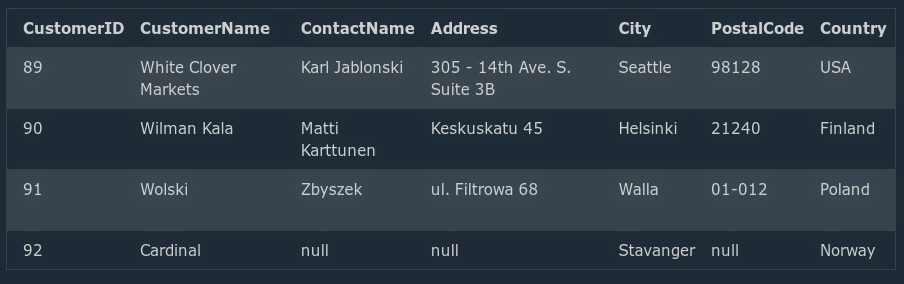 CustomerID CustomerName ContactName Address City PostalCode Country
89 White Clover Markets Karl Jablonski 305 - 14th Ave. S. Suite 3B Seattle 98128 USA
90 Wilman Kala Matti Karttunen Keskuskatu 45 Helsinki 21240 Finland
91 Wolski Zbyszek ul. Filtrowa 68 Walla 01-012 Poland
92 Cardinal null null Stavanger null Norway